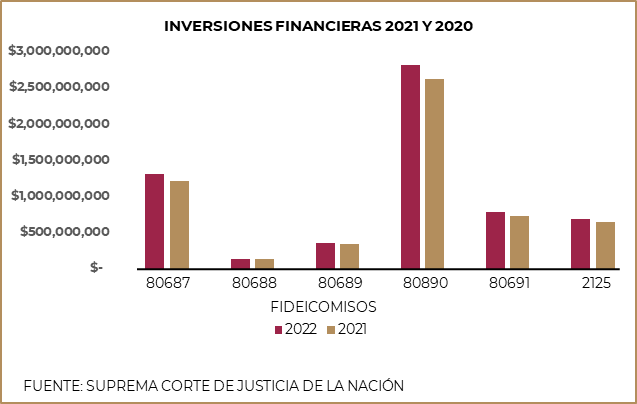 INVERSIONES FINANCIERAS 2021 Y 2020
$3,000,000,000
$2,500,000,000
$2,000,000,000
$1,500,000,000
$1,000,000,000
$500,000,000
$-
80687 80688 80689 80890 80691 2125
FIDEICOMISOS
2022 2021
FUENTE: SUPREMA CORTE DE JUSTICIA DE LA NACIÓN